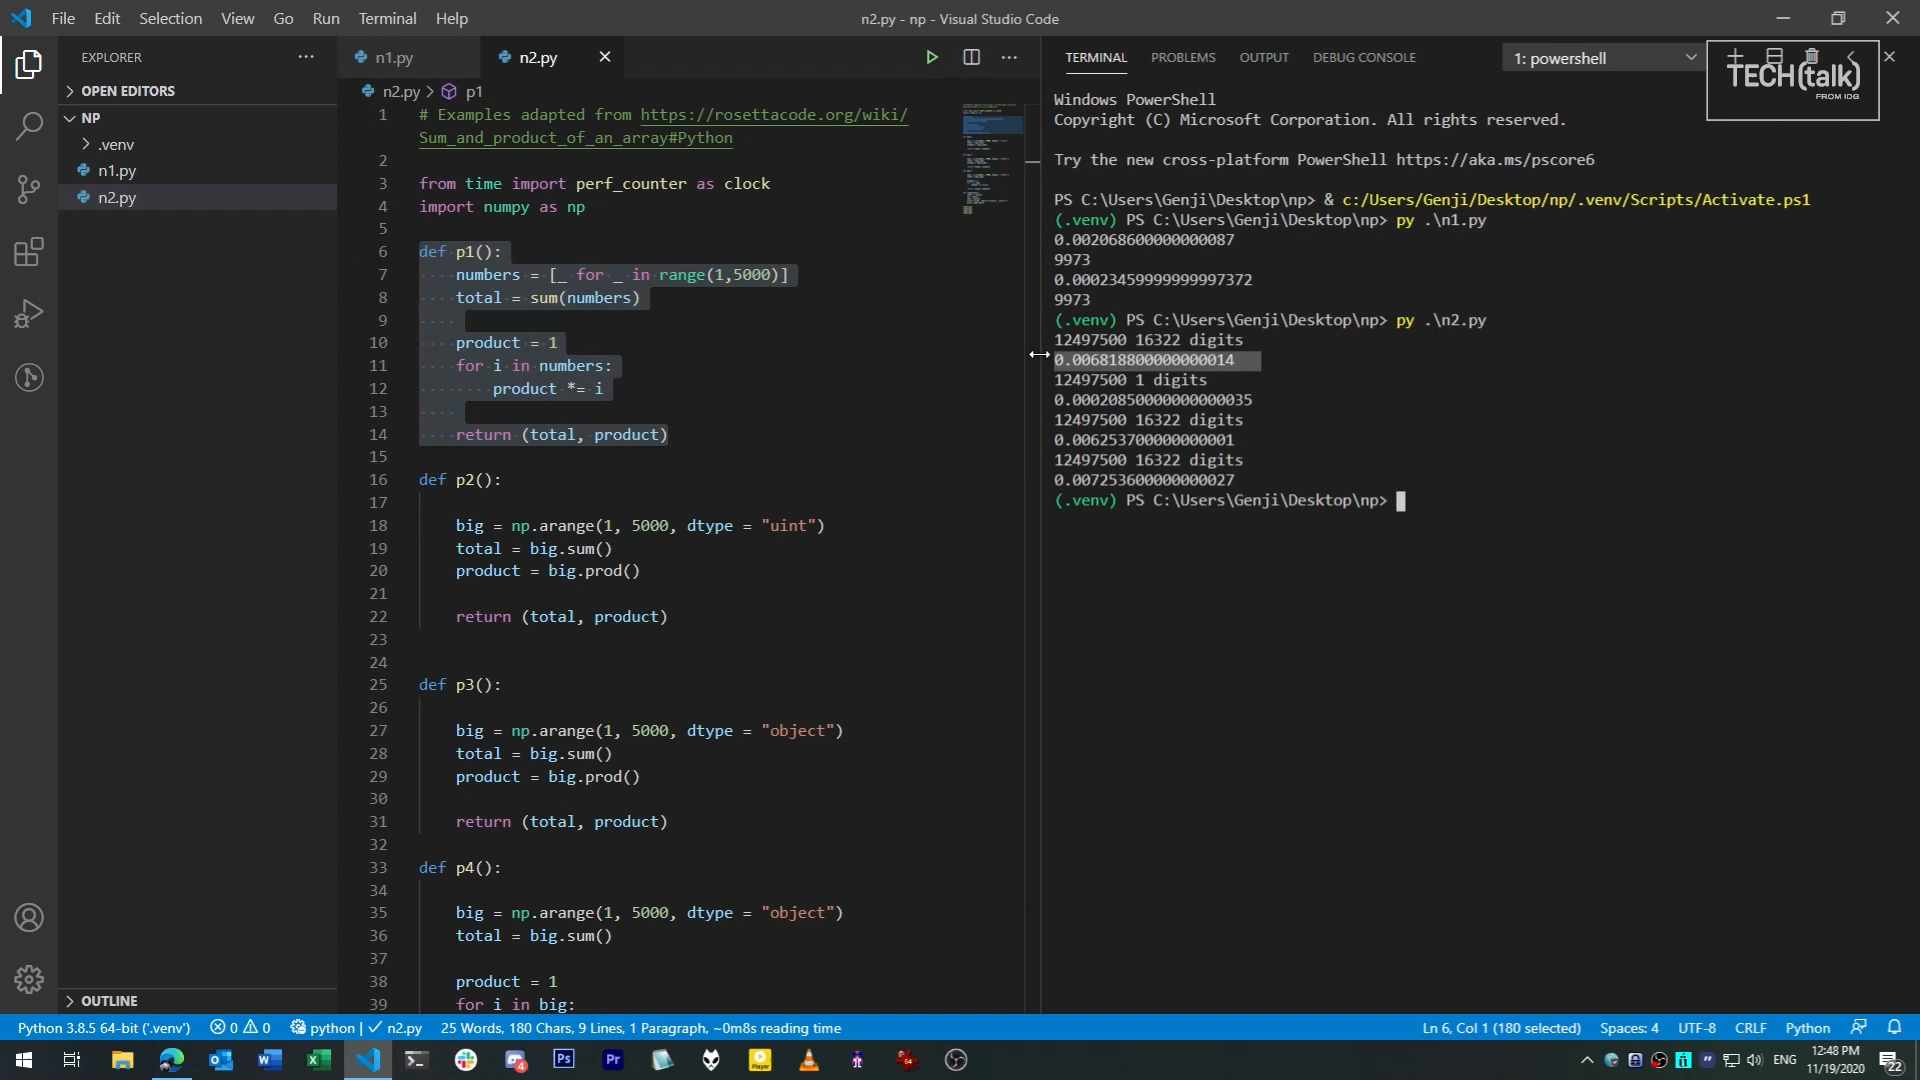 File Edit Selection View Go Run Terminal Help
n2.py - np - Visual Studio Code
EXPLORER
OPEN EDITORS
NP
.venv
n1.py
n2.py
OUTLINE
n1.py
n2.py
n2.py > p1
1 # Examples adapted from https://rosettacode.org/wiki/
Sum_and_product_of_an_array#Python
2
3 from time import perf_counter as clock
4 import numpy as np
5
6 def p1():
7 numbers = [_ for _ in range(1,5000)]
8 total = sum(numbers)
9
10 product = 1
11 for i in numbers:
12 product *= i
13
14 return (total, product)
15
16 def p2():
17
18 big = np.arange(1, 5000, dtype = "uint")
19 total = big.sum()
20 product = big.prod()
21
22 return (total, product)
23
24
25 def p3():
26
27 big = np.arange(1, 5000, dtype = "object")
28 total = big.sum()
29 product = big.prod()
30
31 return (total, product)
32
33 def p4():
34
35 big = np.arange(1, 5000, dtype = "object")
36 total = big.sum()
37
38 product = 1
39 for i in big:
TERMINAL PROBLEMS OUTPUT DEBUG CONSOLE
1: powershell
TECH(talk)
FROM IDG
Windows PowerShell
Copyright (C) Microsoft Corporation. All rights reserved.
Try the new cross-platform PowerShell https://aka.ms/pscore6
PS C:\Users\Genji\Desktop\np> & c:/Users/Genji/Desktop/np/.venv/Scripts/Activate.ps1
(.venv) PS C:\Users\Genji\Desktop\np> py .\n1.py
0.002068600000000087
9973
0.00023459999999997372
9973
(.venv) PS C:\Users\Genji\Desktop\np> py .\n2.py
12497500 16322 digits
0.006818800000000014
12497500 1 digits
0.00020850000000000035
12497500 16322 digits
0.006253700000000001
12497500 16322 digits
0.007253600000000027
(.venv) PS C:\Users\Genji\Desktop\np>
Python 3.8.5 64-bit ('.venv') 0 0 python | ✓ n2.py 25 Words, 180 Chars, 9 Lines, 1 Paragraph, ~0m8s reading time
Ln 6, Col 1 (180 selected) Spaces: 4 UTF-8 CRLF Python
4
Ps
Pr
Player
64
ENG
12:48 PM
11/19/2020
22